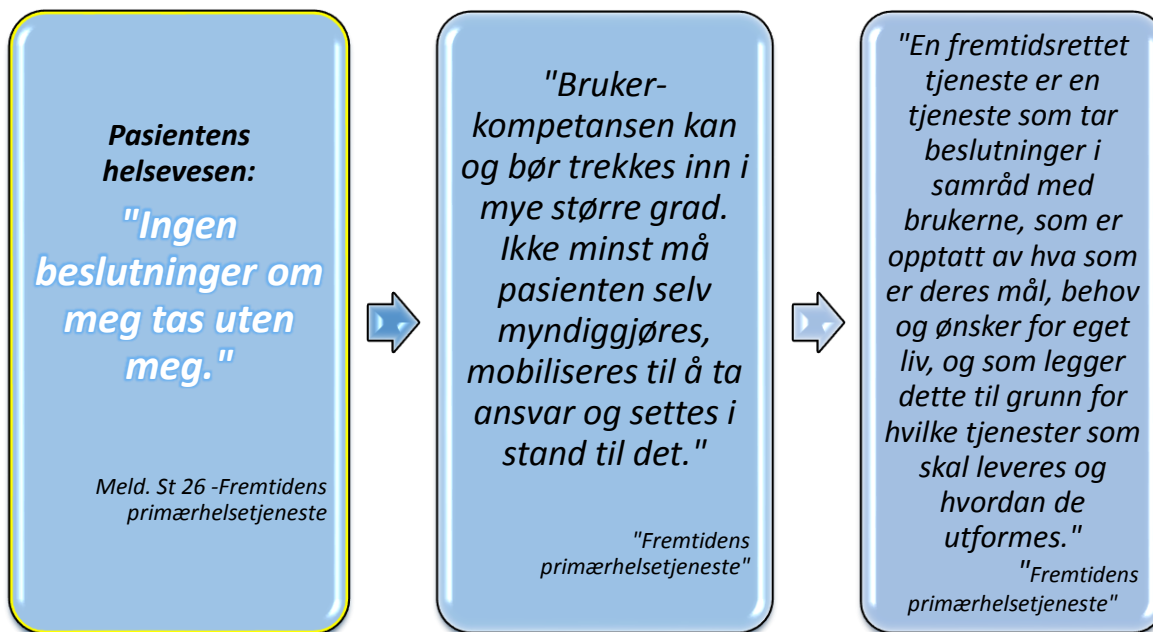 Pasientens
helsevesen:
"Ingen
beslutninger om
meg tas uten
meg."
Meld. St 26 -Fremtidens
primærhelsetjeneste
"Bruker-
kompetansen kan
og bør trekkes inn i
mye større grad.
Ikke minst må
pasienten selv
myndiggjøres,
mobiliseres til å ta
ansvar og settes i
stand til det."
"Fremtidens
primærhelsetjeneste"
"En fremtidsrettet
tjeneste er en
tjeneste som tar
beslutninger i
samråd med
brukerne, som er
opptatt av hva som
er deres mål, behov
og ønsker for eget
liv, og som legger
dette til grunn for
hvilke tjenester som
skal leveres og
hvordan de
utformes."
"Fremtidens
primærhelsetjeneste"